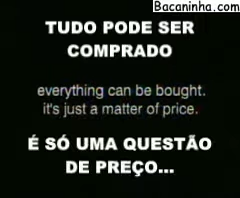 Bacaninha.com
TUDO PODE SER
COMPRADO
everything can be bought.
it's just a matter of price.
É SÓ UMA QUESTÃO
DE PREÇO...